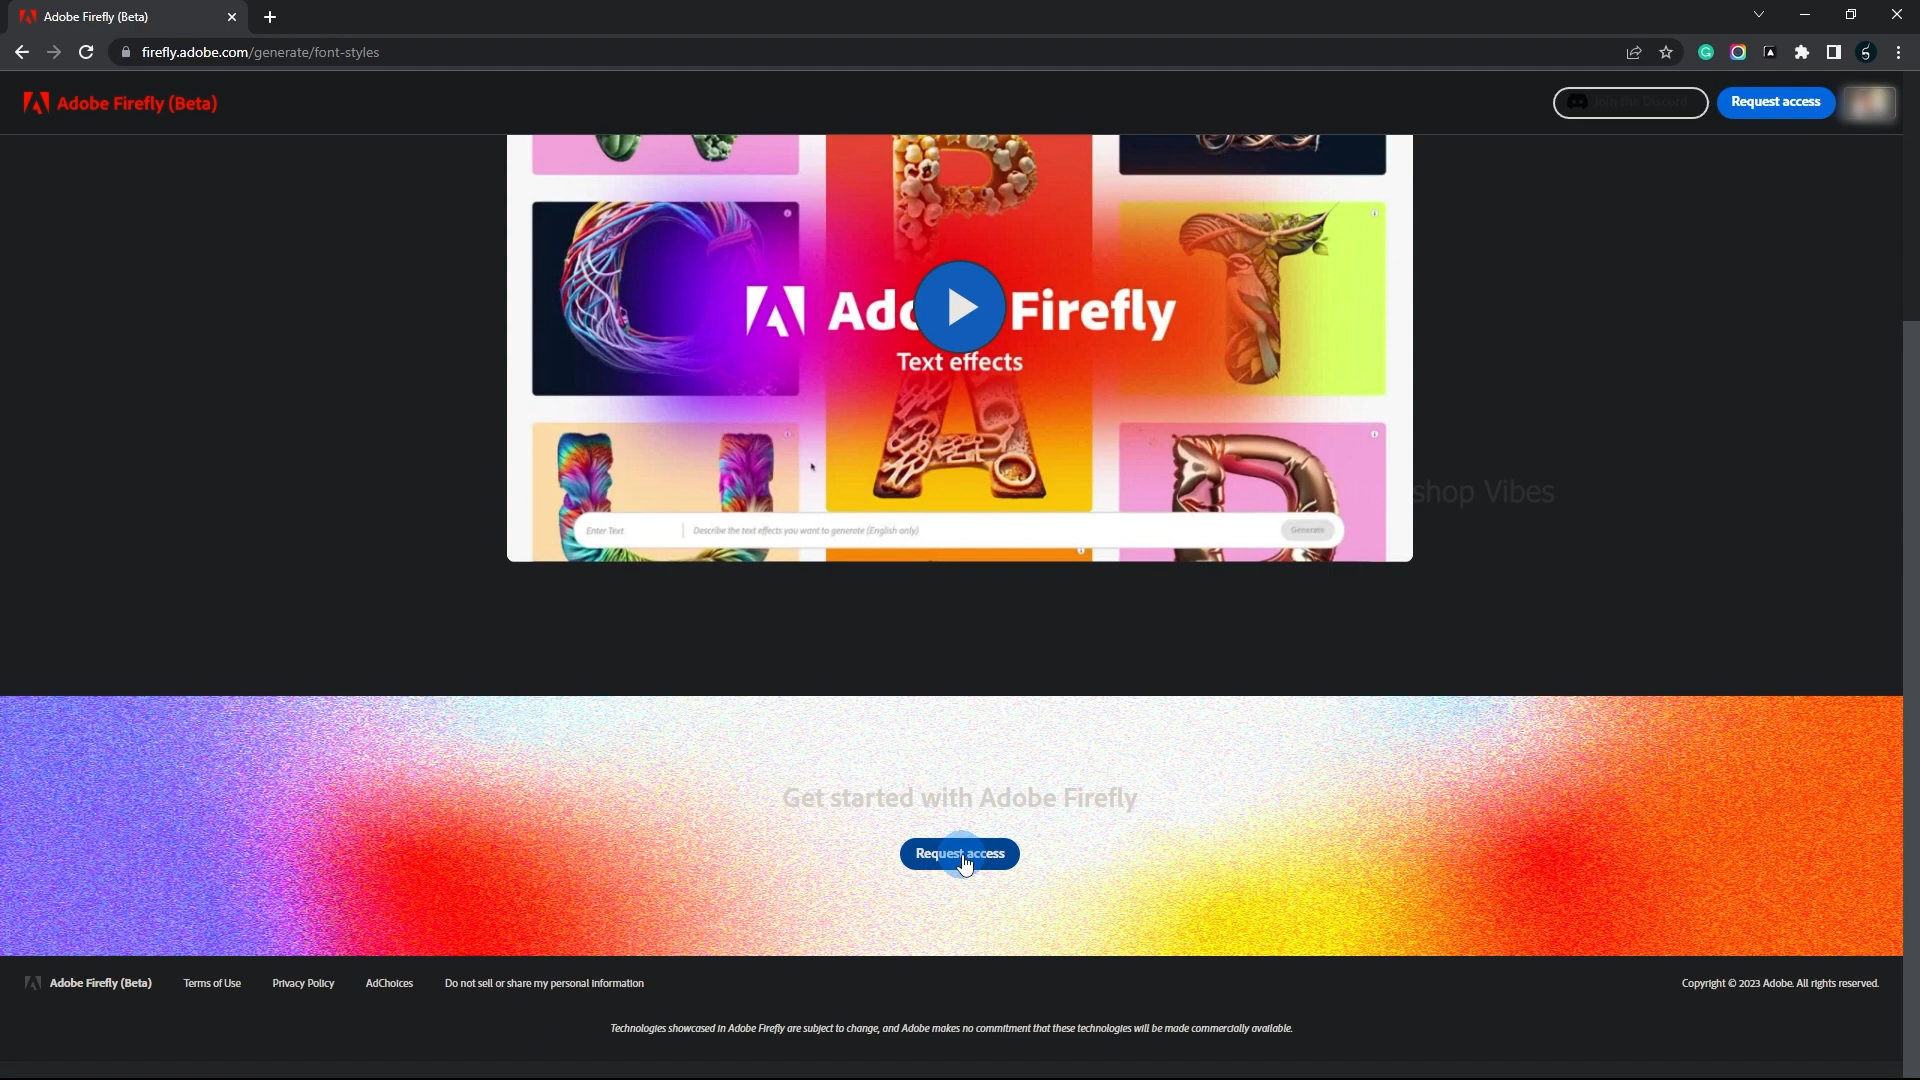 Adobe Firefly (Beta)
firefly.adobe.com/generate/font-styles
Adobe Firefly (Beta)
Join the Discord
Request access
Adobe Firefly
Text effects
shop Vibes
Enter Text
Describe the text effects you want to generate (English only)
Generate
Get started with Adobe Firefly
Request access
Adobe Firefly (Beta)
Terms of Use
Privacy Policy
AdChoices
Do not sell or share my personal information
Copyright © 2023 Adobe. All rights reserved.
Technologies showcased in Adobe Firefly are subject to change, and Adobe makes no commitment that these technologies will be made commercially available.